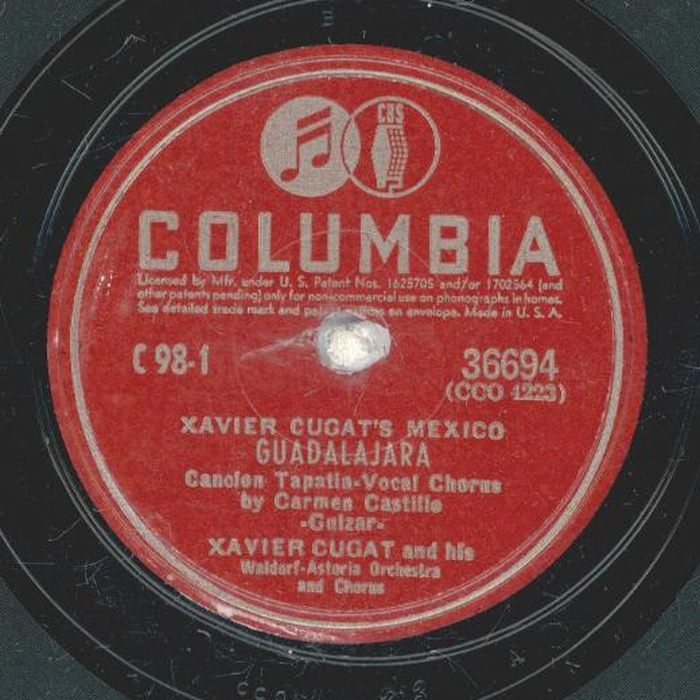 CBS
COLUMBIA
Licensed by Mfr. under U. S. Patent Nos. 1625705 and/or 1702564 (and
other patents pending) only for non-commercial use on phonographs in homes.
See detailed trade mark and on envelope. Made in U. S. A.
C 98-1
36694
(CCO 4223)
XAVIER CUGAT'S MEXICO
GUADALAJARA
Cancion Tapatia-Vocal Chorus
by Carmen Castillo
-Guizar-
XAVIER CUGAT and his
Waldorf-Astoria Orchestra
and Chorus